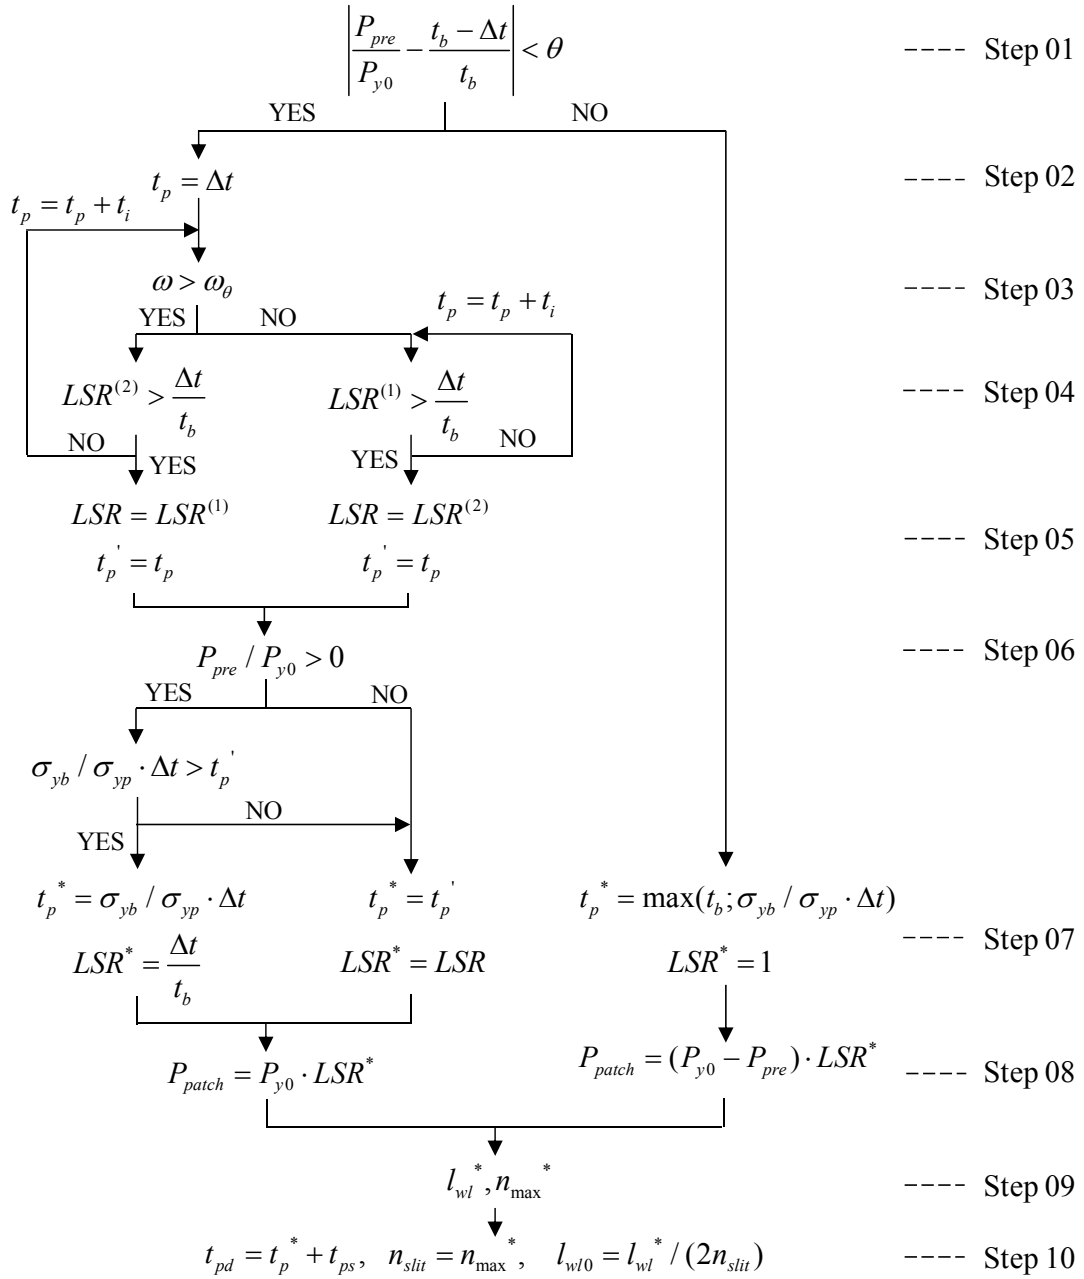 |P_pre / P_y0 − (t_b − Δt) / t_b| < θ
---- Step 01
YES
NO
t_p = Δt
---- Step 02
t_p = t_p + t_i
ω > ω_θ
---- Step 03
YES
NO
t_p = t_p + t_i
LSR^(2) > Δt / t_b
LSR^(1) > Δt / t_b
---- Step 04
NO
YES
YES
NO
LSR = LSR^(1)
LSR = LSR^(2)
---- Step 05
t_p' = t_p
t_p' = t_p
P_pre / P_y0 > 0
---- Step 06
YES
NO
σ_yb / σ_yp · Δt > t_p'
NO
YES
t_p^* = σ_yb / σ_yp · Δt
t_p^* = t_p'
t_p^* = max(t_b; σ_yb / σ_yp · Δt)
---- Step 07
LSR^* = Δt / t_b
LSR^* = LSR
LSR^* = 1
P_patch = P_y0 · LSR^*
P_patch = (P_y0 − P_pre) · LSR^*
---- Step 08
l_wl^*, n_max^*
---- Step 09
t_pd = t_p^* + t_ps, n_slit = n_max^*, l_wl0 = l_wl^* / (2n_slit)
---- Step 10